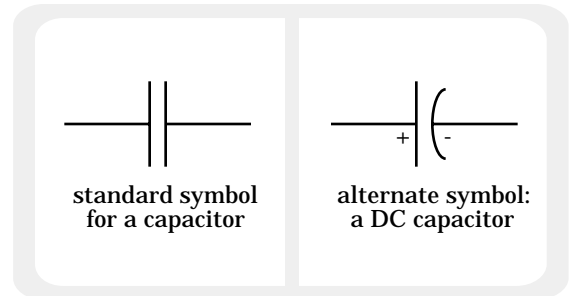 standard symbol
for a capacitor
+ -
alternate symbol:
a DC capacitor